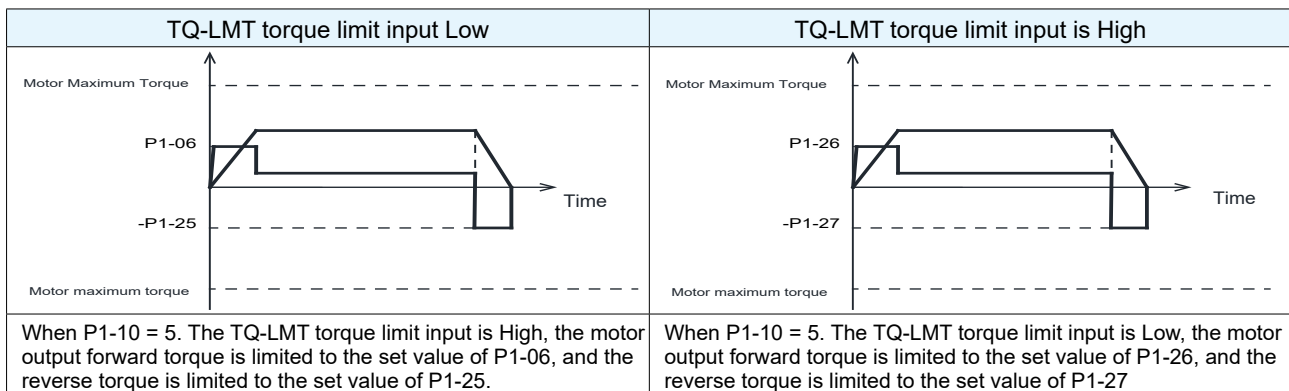 TQ-LMT torque limit input Low
TQ-LMT torque limit input is High
Motor Maximum Torque
P1-06
Time
-P1-25
Motor maximum torque
Motor Maximum Torque
P1-26
Time
-P1-27
Motor maximum torque
When P1-10 = 5. The TQ-LMT torque limit input is High, the motor
output forward torque is limited to the set value of P1-06, and the
reverse torque is limited to the set value of P1-25.
When P1-10 = 5. The TQ-LMT torque limit input is Low, the motor
output forward torque is limited to the set value of P1-26, and the
reverse torque is limited to the set value of P1-27